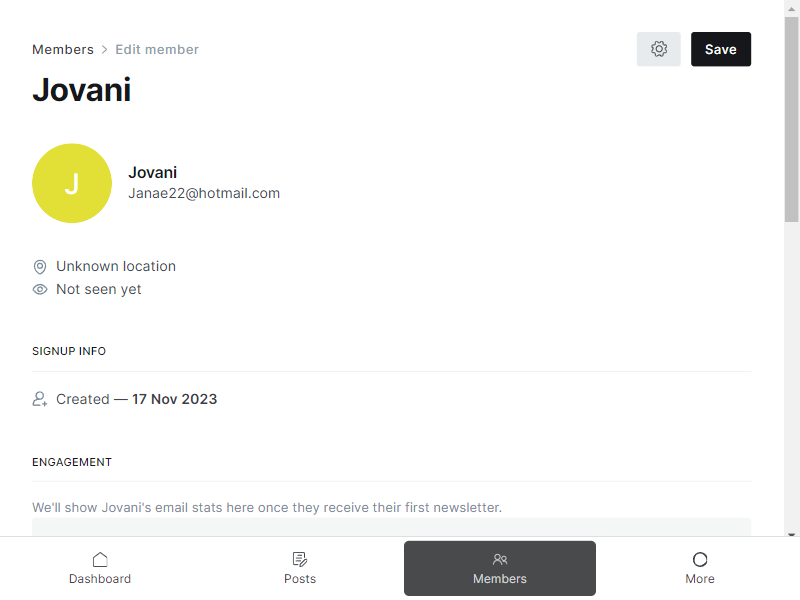 Members > Edit member
Save
Jovani
J
Jovani
Janae22@hotmail.com
Unknown location
Not seen yet
SIGNUP INFO
Created — 17 Nov 2023
ENGAGEMENT
We'll show Jovani's email stats here once they receive their first newsletter.
Dashboard
Posts
Members
More